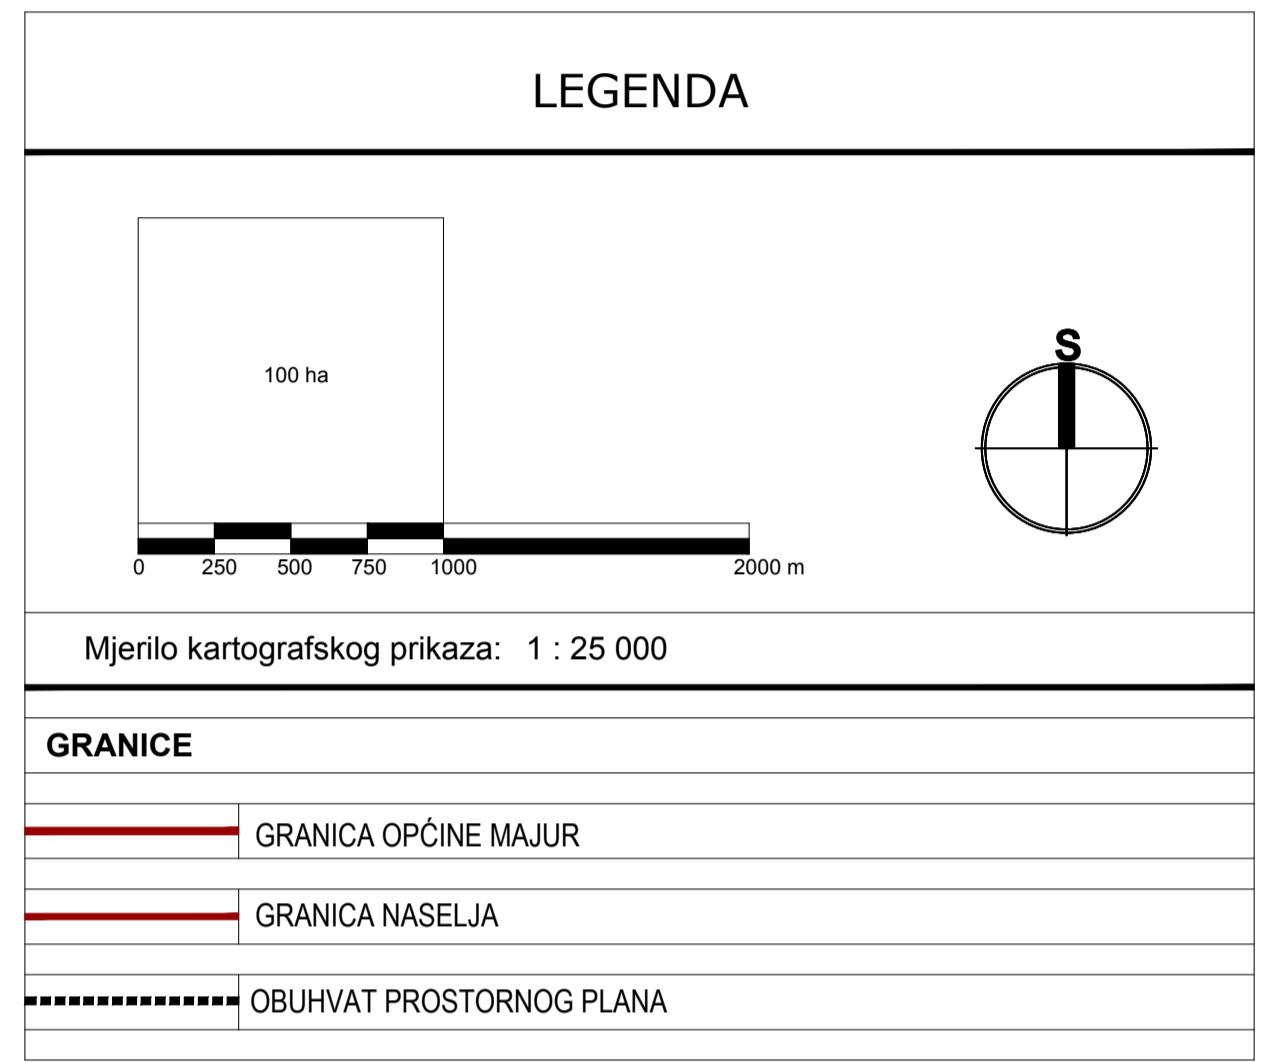 LEGENDA
100 ha
S
0 250 500 750 1000 2000 m
Mjerilo kartografskog prikaza: 1 : 25 000
GRANICE
GRANICA OPĆINE MAJUR
GRANICA NASELJA
OBUHVAT PROSTORNOG PLANA